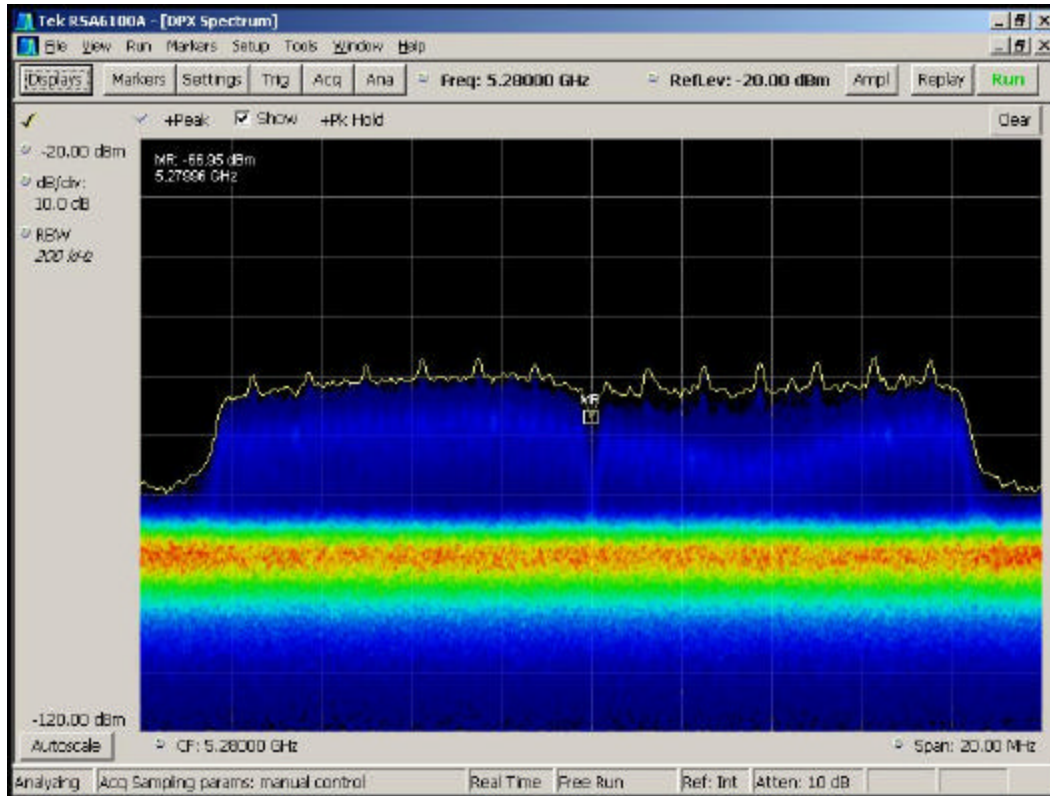 Tek RSA6100A - [DPX Spectrum]
File View Run Markers Setup Tools Window Help
Displays Markers Settings Trig Acq Ana Freq: 5.28000 GHz RefLev: -20.00 dBm Ampl Replay Run
+Peak Show +Pk Hold Clear
-20.00 dBm
dB/div:
10.0 dB
RBW
200 kHz
MR: -66.95 dBm
5.27996 GHz
MR
-120.00 dBm
Autoscale CF: 5.28000 GHz Span: 20.00 MHz
Analyzing Acq Sampling params: manual control Real Time Free Run Ref: Int Atten: 10 dB